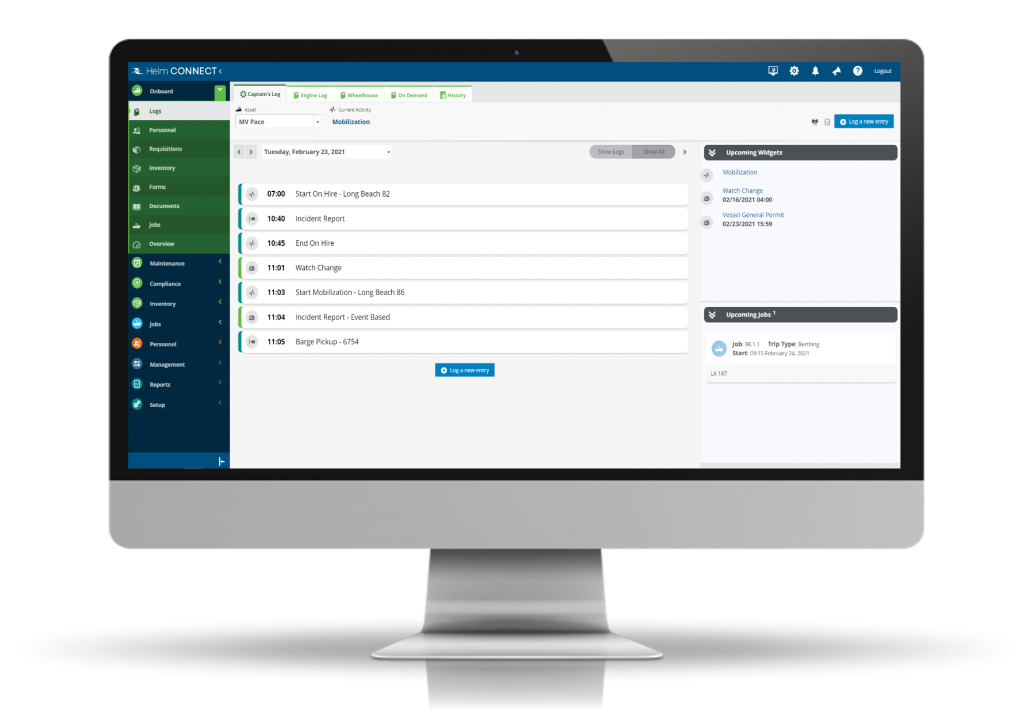 Helm CONNECT
Logout
Onboard
Logs
Personnel
Requisitions
Inventory
Forms
Documents
Jobs
Overview
Maintenance
Compliance
Inventory
Jobs
Personnel
Management
Reports
Setup
Captain's Log
Engine Log
Wheelhouse
On Demand
History
Asset
Current Activity
MV Pace
Mobilization
Log a new entry
Tuesday, February 23, 2021
Show Logs
Show All
07:00 Start On Hire - Long Beach 82
10:40 Incident Report
10:45 End On Hire
11:01 Watch Change
11:03 Start Mobilization - Long Beach 86
11:04 Incident Report - Event Based
11:05 Barge Pickup - 6754
Log a new entry
Upcoming Widgets
Mobilization
Watch Change
02/16/2021 04:00
Vessel General Permit
02/23/2021 15:59
Upcoming Jobs 1
Job: 98.1.1 Trip Type: Berthing
Start: 09:15 February 24, 2021
LA 187